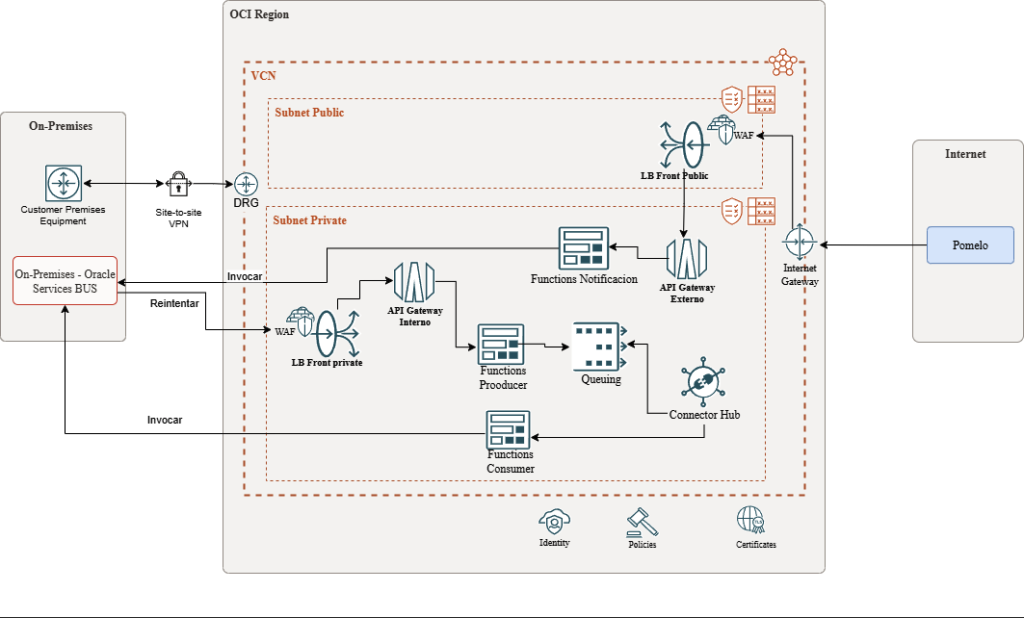 OCI Region
VCN
Subnet Public
WAF
LB Front Public
On-Premises
Customer Premises
Equipment
Site-to-site
VPN
DRG
On-Premises - Oracle
Services BUS
Invocar
Reintentar
Invocar
Subnet Private
Functions Notificacion
API Gateway
Externo
API Gateway
Interno
WAF
LB Front private
Functions
Prooducer
Queuing
Connector Hub
Functions
Consumer
Internet
Gateway
Internet
Pomelo
Identity
Policies
Certificates